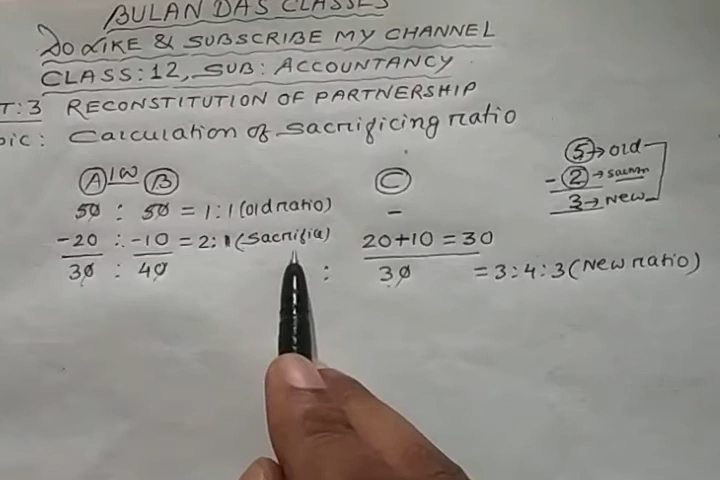 BULAN DAS CLASSES
DO LIKE & SUBSCRIBE MY CHANNEL
CLASS: 12, SUB: ACCOUNTANCY
T: 3 RECONSTITUTION OF PARTNERSHIP
pic: Calculation of Sacrificing ratio
A B C
50 : 50 = 1:1 (Old ratio) -
-20 : -10 = 2:1 (Sacrifice) 20+10 = 30
30 : 40 : 30 = 3:4:3 (New ratio)
5 → old
- 2 →
3 → New